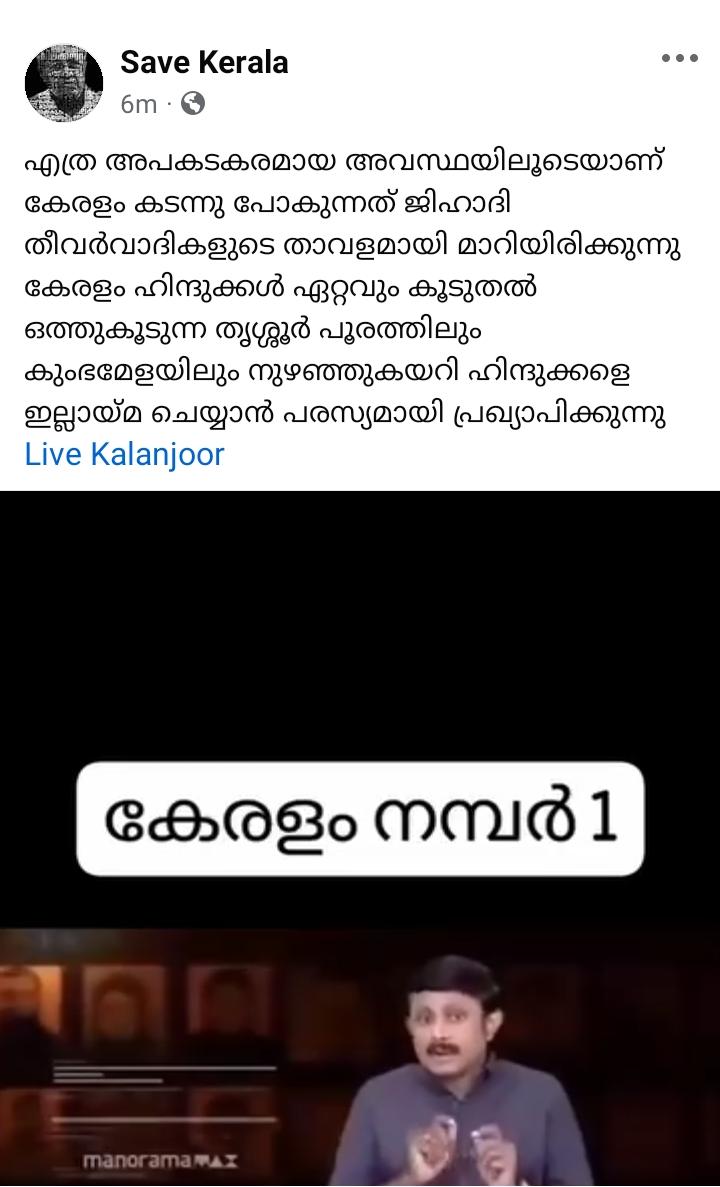 Save Kerala
6m ·
എത്ര അപകടകരമായ അവസ്ഥയിലൂടെയാണ്
കേരളം കടന്നു പോകുന്നത് ജിഹാദി
തീവർവാദികളുടെ താവളമായി മാറിയിരിക്കുന്നു
കേരളം ഹിന്ദുക്കൾ ഏറ്റവും കൂടുതൽ
ഒത്തുകൂടുന്ന തൃശ്ശൂർ പൂരത്തിലും
കുംഭമേളയിലും നുഴഞ്ഞുകയറി ഹിന്ദുക്കളെ
ഇല്ലായ്മ ചെയ്യാൻ പരസ്യമായി പ്രഖ്യാപിക്കുന്നു
Live Kalanjoor
കേരളം നമ്പർ 1
manoramaMAX